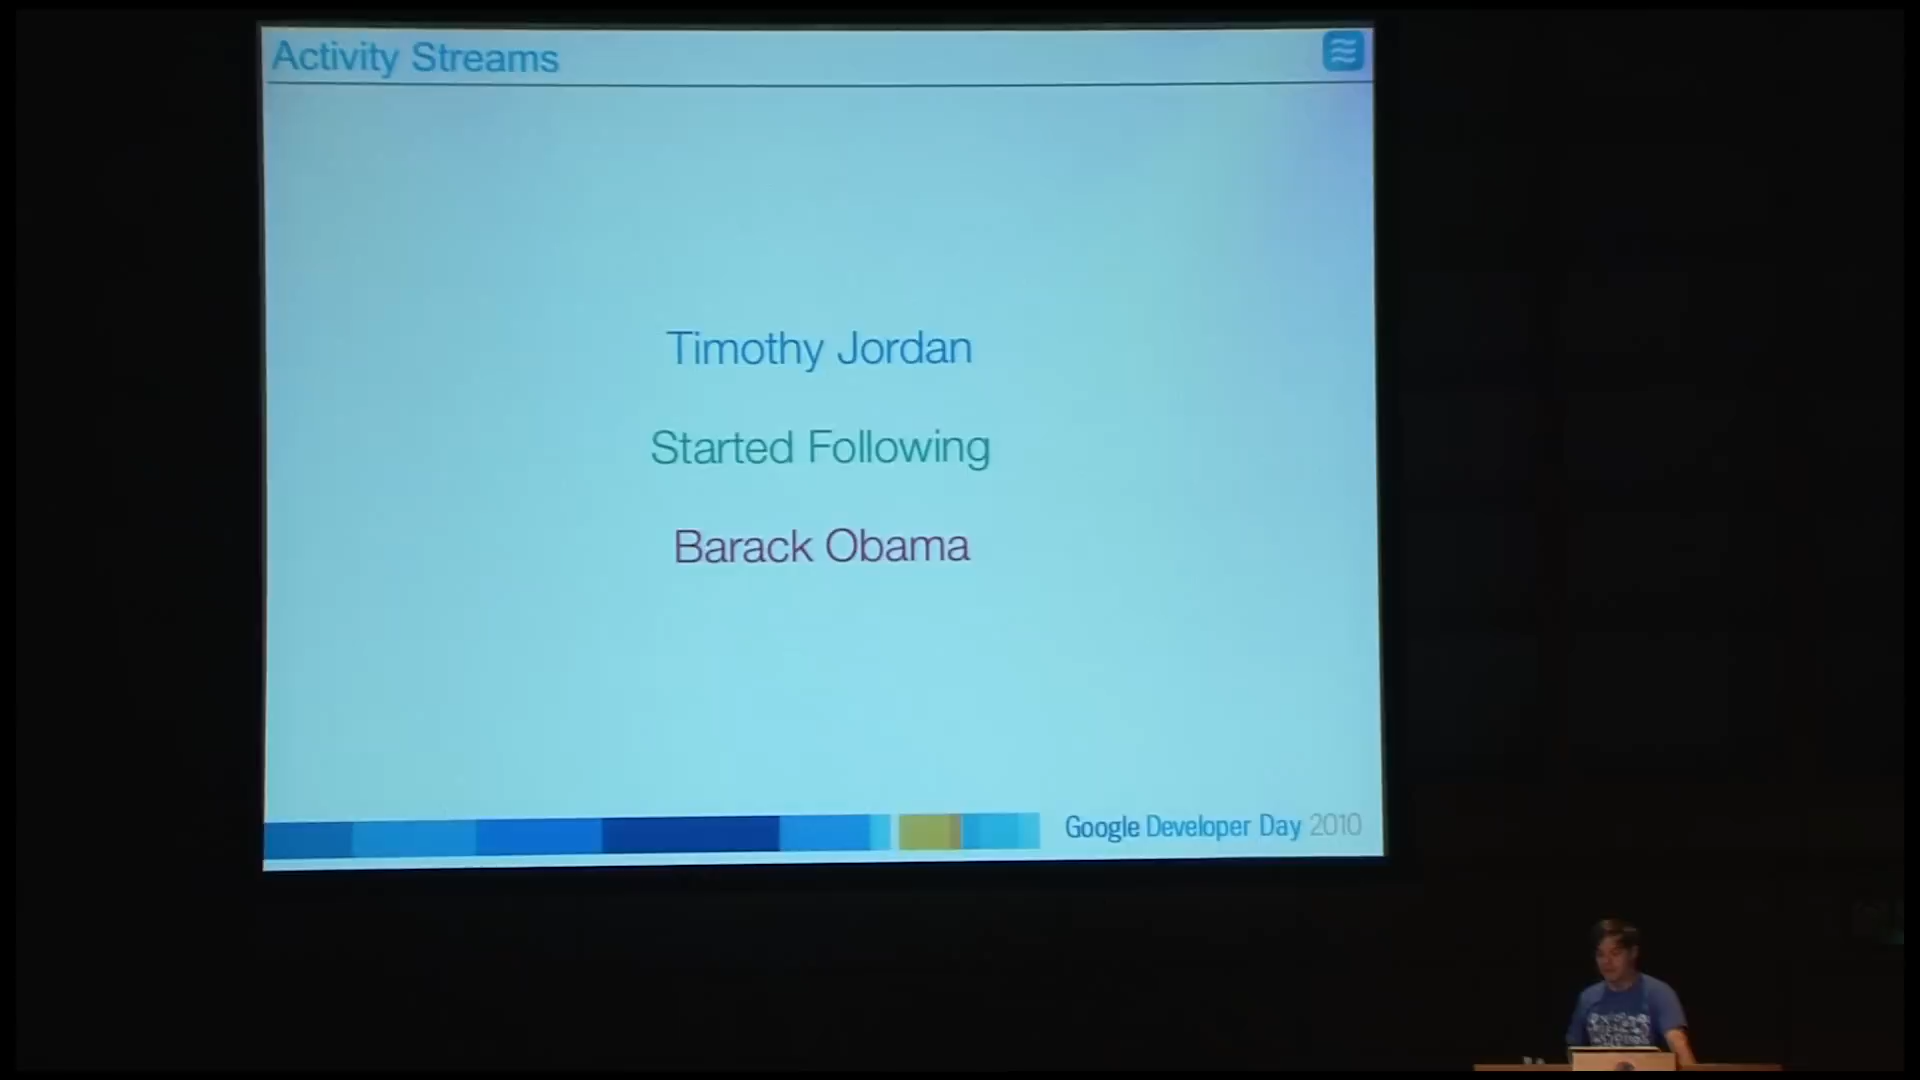 Activity Streams
Timothy Jordan
Started Following
Barack Obama
Google Developer Day 2010